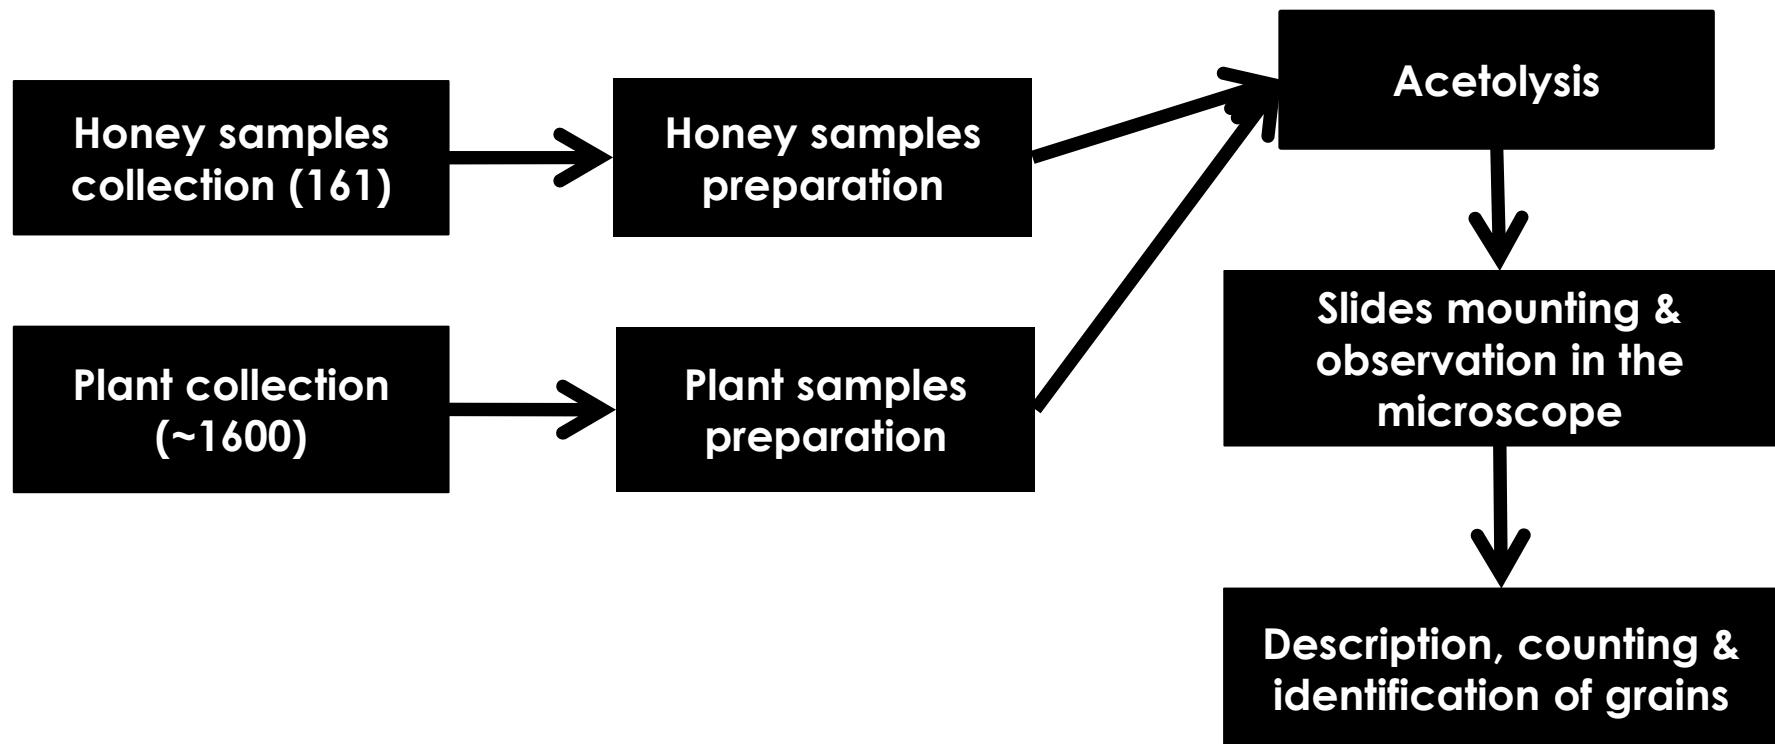 Honey samples
collection (161)
Honey samples
preparation
Acetolysis
Plant collection
(~1600)
Plant samples
preparation
Slides mounting &
observation in the
microscope
Description, counting &
identification of grains